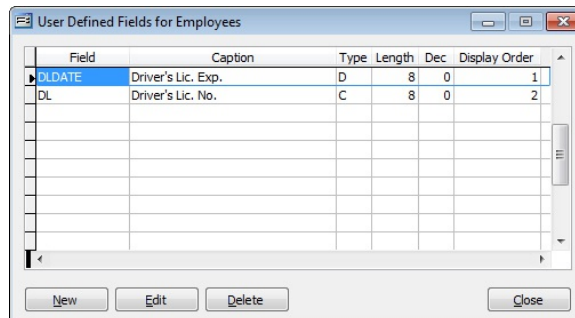 User Defined Fields for Employees
Field Caption Type Length Dec Display Order
DLDATE Driver's Lic. Exp. D 8 0 1
DL Driver's Lic. No. C 8 0 2
New Edit Delete Close